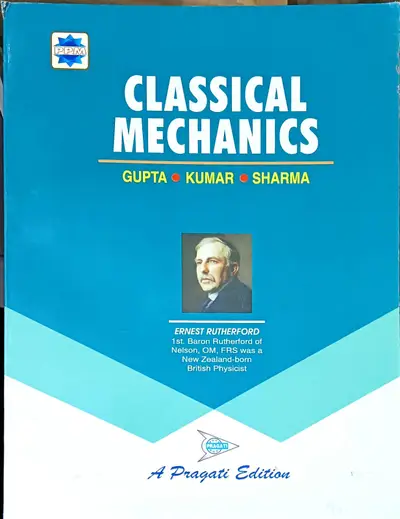 PPM
CLASSICAL
MECHANICS
GUPTA • KUMAR • SHARMA
ERNEST RUTHERFORD
1st. Baron Rutherford of
Nelson, OM, FRS was a
New Zealand-born
British Physicist
PRAGATI
A Pragati Edition